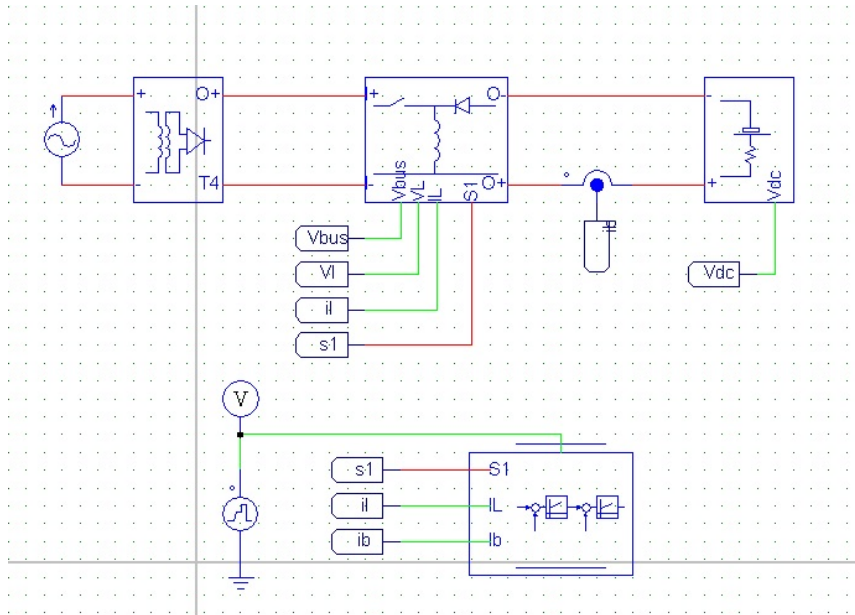 + O+ + O- -
- T4 - O+ +
Vbus VL IL S1 Vdc
Vbus
Vl
il
s1
Vdc
V
s1 S1
il IL
ib Ib